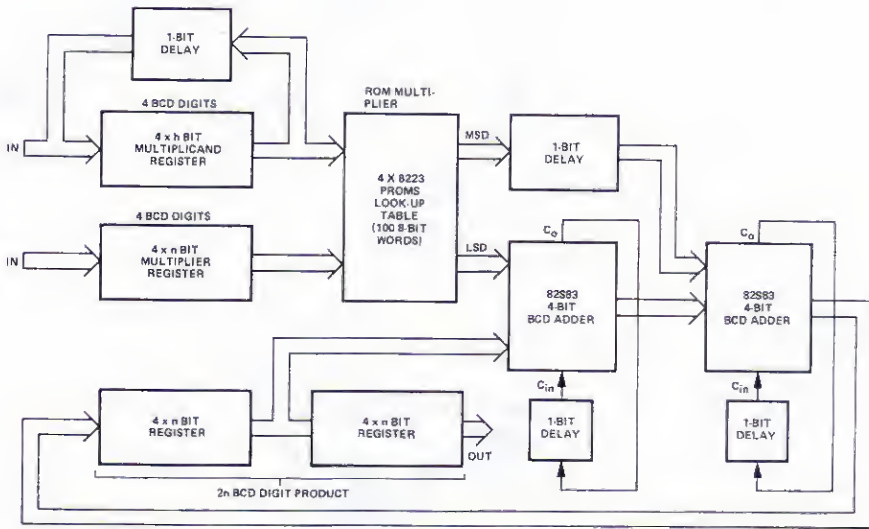 1-BIT
DELAY
4 BCD DIGITS
IN
4 x h BIT
MULTIPLICAND
REGISTER
4 BCD DIGITS
IN
4 x n BIT
MULTIPLIER
REGISTER
ROM MULTI-
PLIER
4 X 8223
PROMS
LOOK-UP
TABLE
(100 8-BIT
WORDS)
MSD
LSD
1-BIT
DELAY
Co
82S83
4-BIT
BCD ADDER
Cin
1-BIT
DELAY
Co
82S83
4-BIT
BCD ADDER
Cin
1-BIT
DELAY
4 x n BIT
REGISTER
4 x n BIT
REGISTER
OUT
2n BCD DIGIT PRODUCT